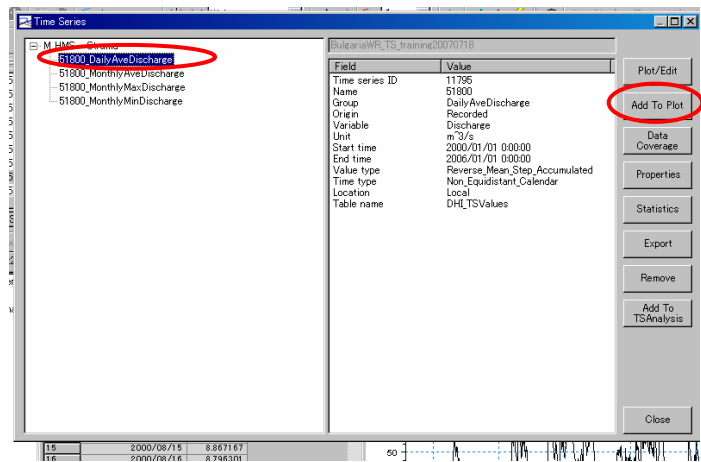 Time Series
M_HMS - Struma
51800_DailyAveDischarge
51800_MonthlyAveDischarge
51800_MonthlyMaxDischarge
51800_MonthlyMinDischarge
BulgariaWR_TS_training20070718
Field Value
Time series ID 11795
Name 51800
Group DailyAveDischarge
Origin Recorded
Variable Discharge
Unit m^3/s
Start time 2000/01/01 0:00:00
End time 2006/01/01 0:00:00
Value type Reverse_Mean_Step_Accumulated
Time type Non_Equidistant_Calendar
Location Local
Table name DHI_TSValues
Plot/Edit
Add To Plot
Data
Coverage
Properties
Statistics
Export
Remove
Add To
TSAnalysis
Close
15 2000/08/15 8.867167
16 2000/08/16 8.796301
50